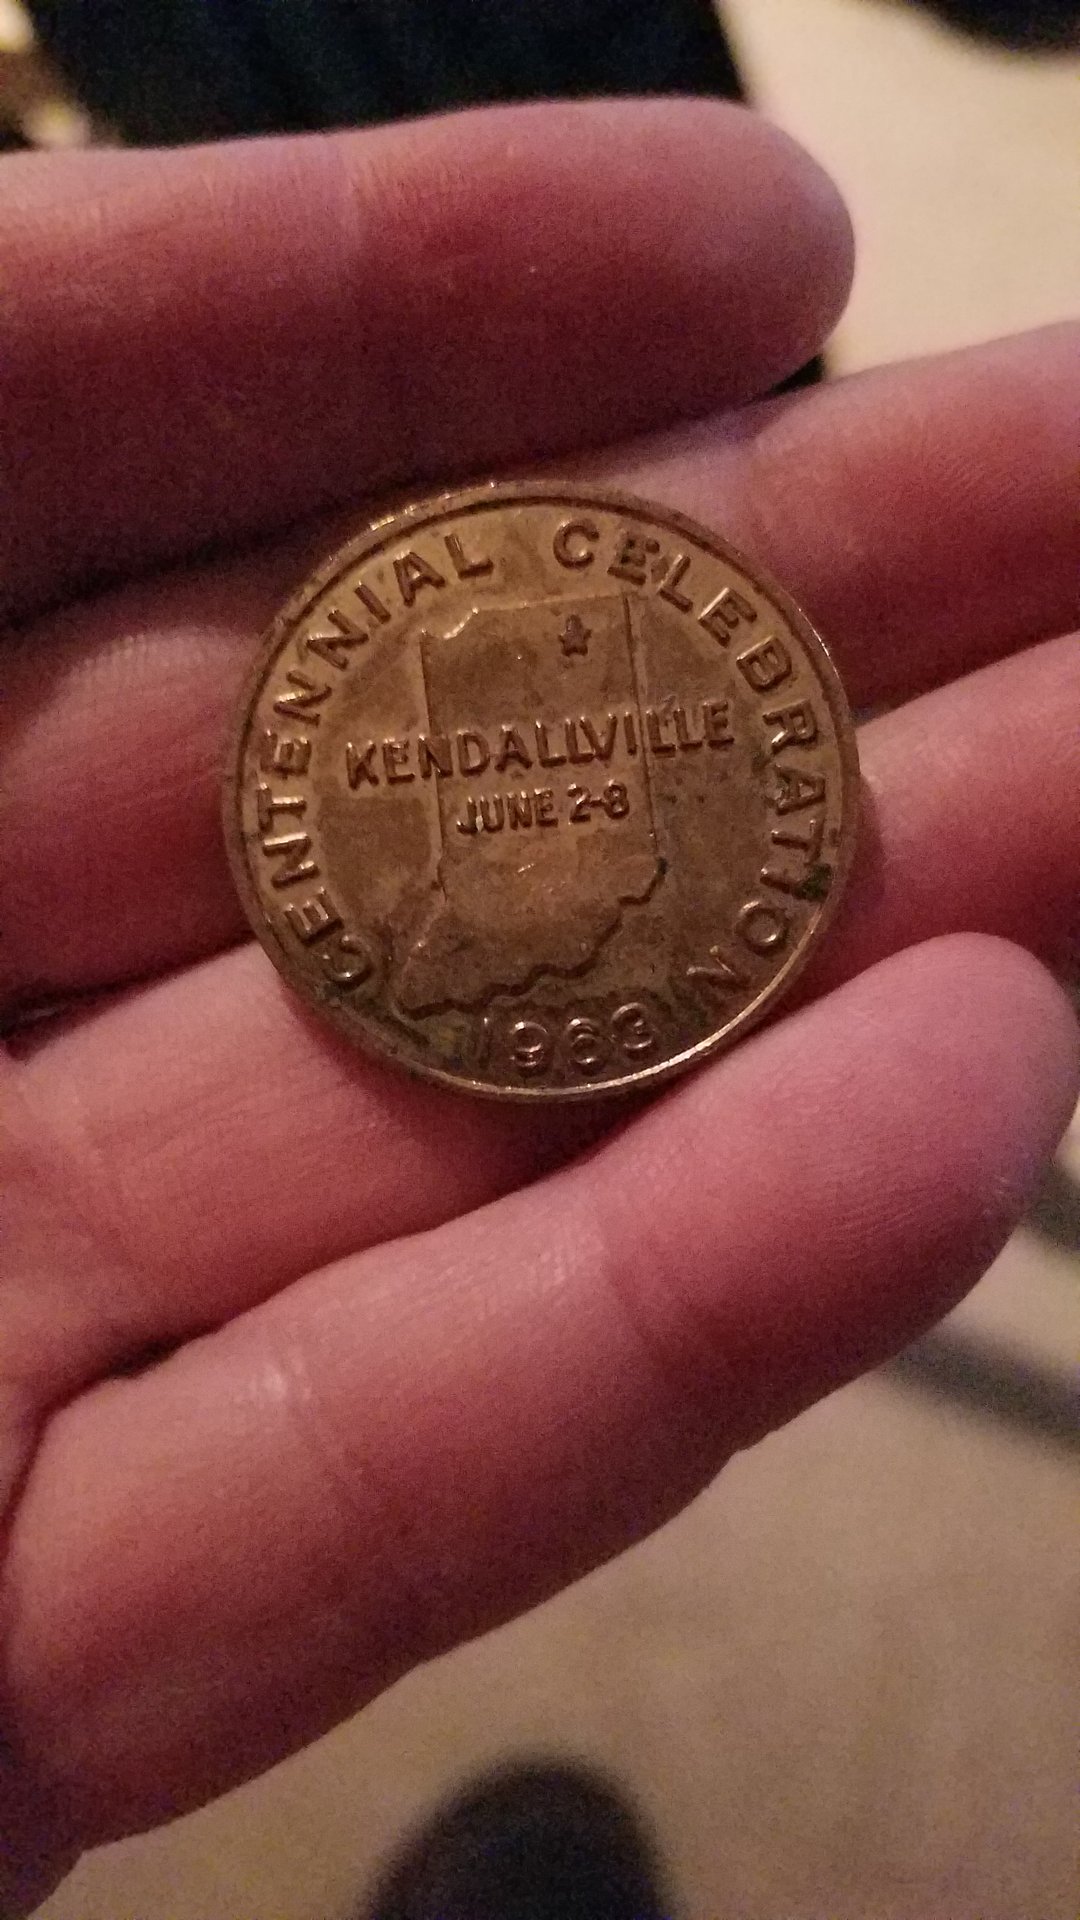 CENTENNIAL CELEBRATION
KENDALLVILLE
JUNE 2-8
1963